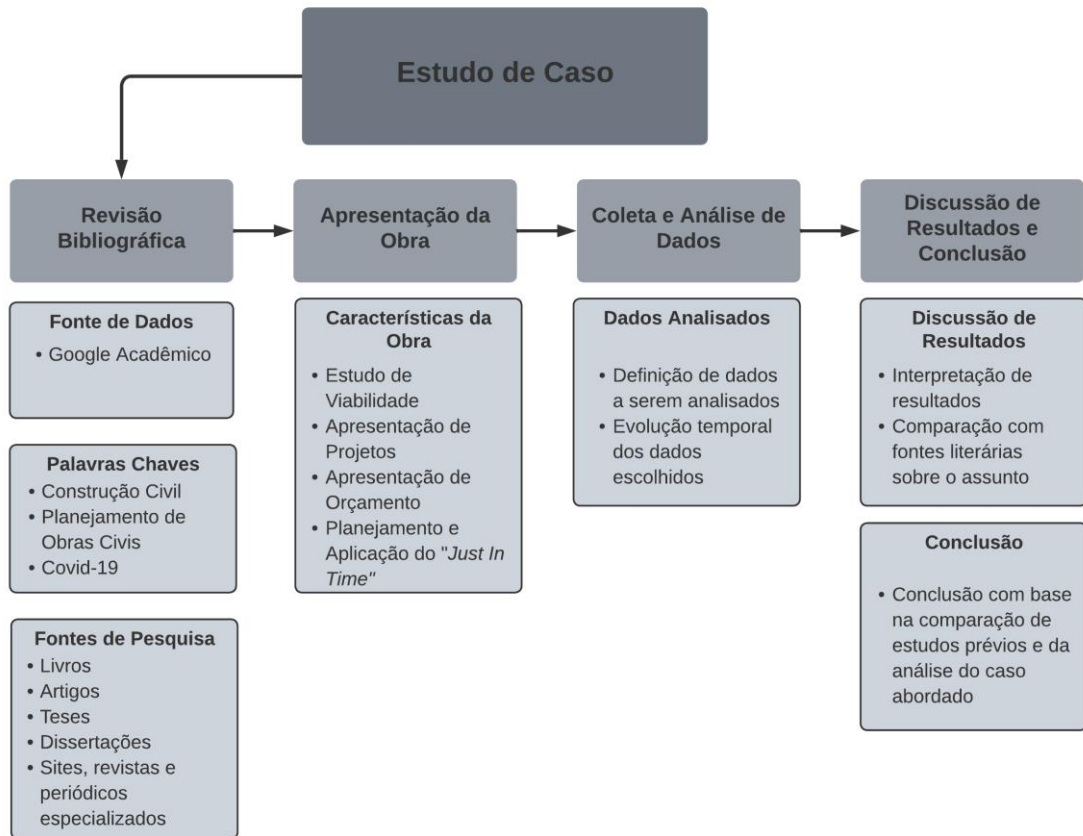 Estudo de Caso
Revisão
Bibliográfica
Apresentação da
Obra
Coleta e Análise de
Dados
Discussão de
Resultados e
Conclusão
Fonte de Dados
• Google Acadêmico
Palavras Chaves
• Construção Civil
• Planejamento de
Obras Civis
• Covid-19
Fontes de Pesquisa
• Livros
• Artigos
• Teses
• Dissertações
• Sites, revistas e
periódicos
especializados
Características da
Obra
• Estudo de
Viabilidade
• Apresentação de
Projetos
• Apresentação de
Orçamento
• Planejamento e
Aplicação do "Just In
Time"
Dados Analisados
• Definição de dados
a serem analisados
• Evolução temporal
dos dados
escolhidos
Discussão de
Resultados
• Interpretação de
resultados
• Comparação com
fontes literárias
sobre o assunto
Conclusão
• Conclusão com base
na comparação de
estudos prévios e da
análise do caso
abordado